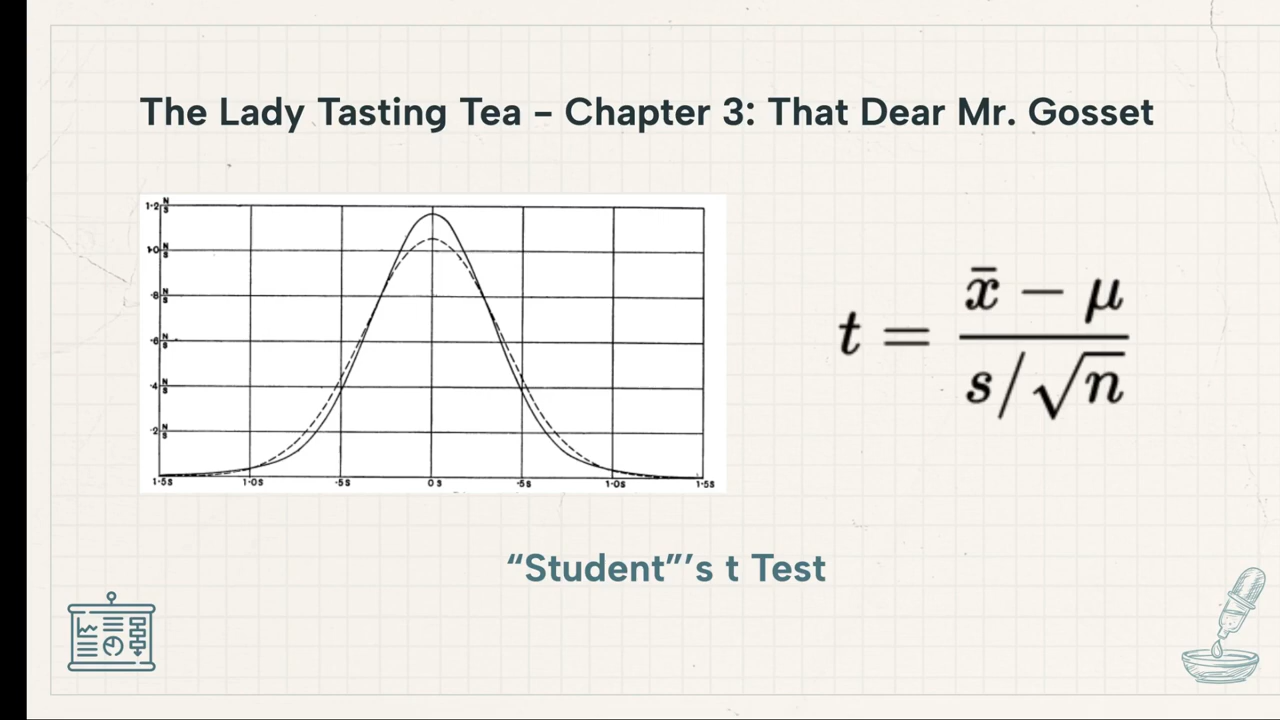 The Lady Tasting Tea – Chapter 3: That Dear Mr. Gosset
1·2 N/S
1·0 N/S
·8 N/S
·6 N/S
·4 N/S
·2 N/S
1·5S 1·0S ·5S 0S ·5S 1·0S 1·5S
t = x̄ − μ / s/√n
“Student”’s t Test